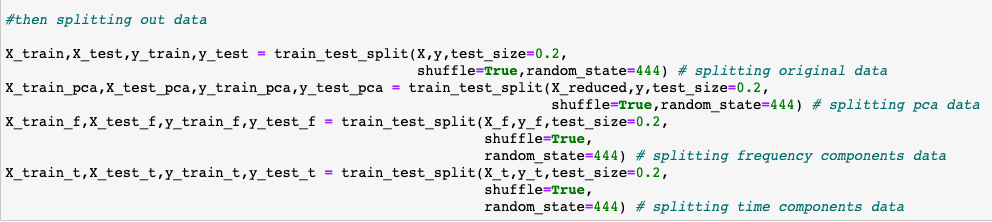 #then splitting out data
X_train,X_test,y_train,y_test = train_test_split(X,y,test_size=0.2,
shuffle=True,random_state=444) # splitting original data
X_train_pca,X_test_pca,y_train_pca,y_test_pca = train_test_split(X_reduced,y,test_size=0.2,
shuffle=True,random_state=444) # splitting pca data
X_train_f,X_test_f,y_train_f,y_test_f = train_test_split(X_f,y_f,test_size=0.2,
shuffle=True,
random_state=444) # splitting frequency components data
X_train_t,X_test_t,y_train_t,y_test_t = train_test_split(X_t,y_t,test_size=0.2,
shuffle=True,
random_state=444) # splitting time components data